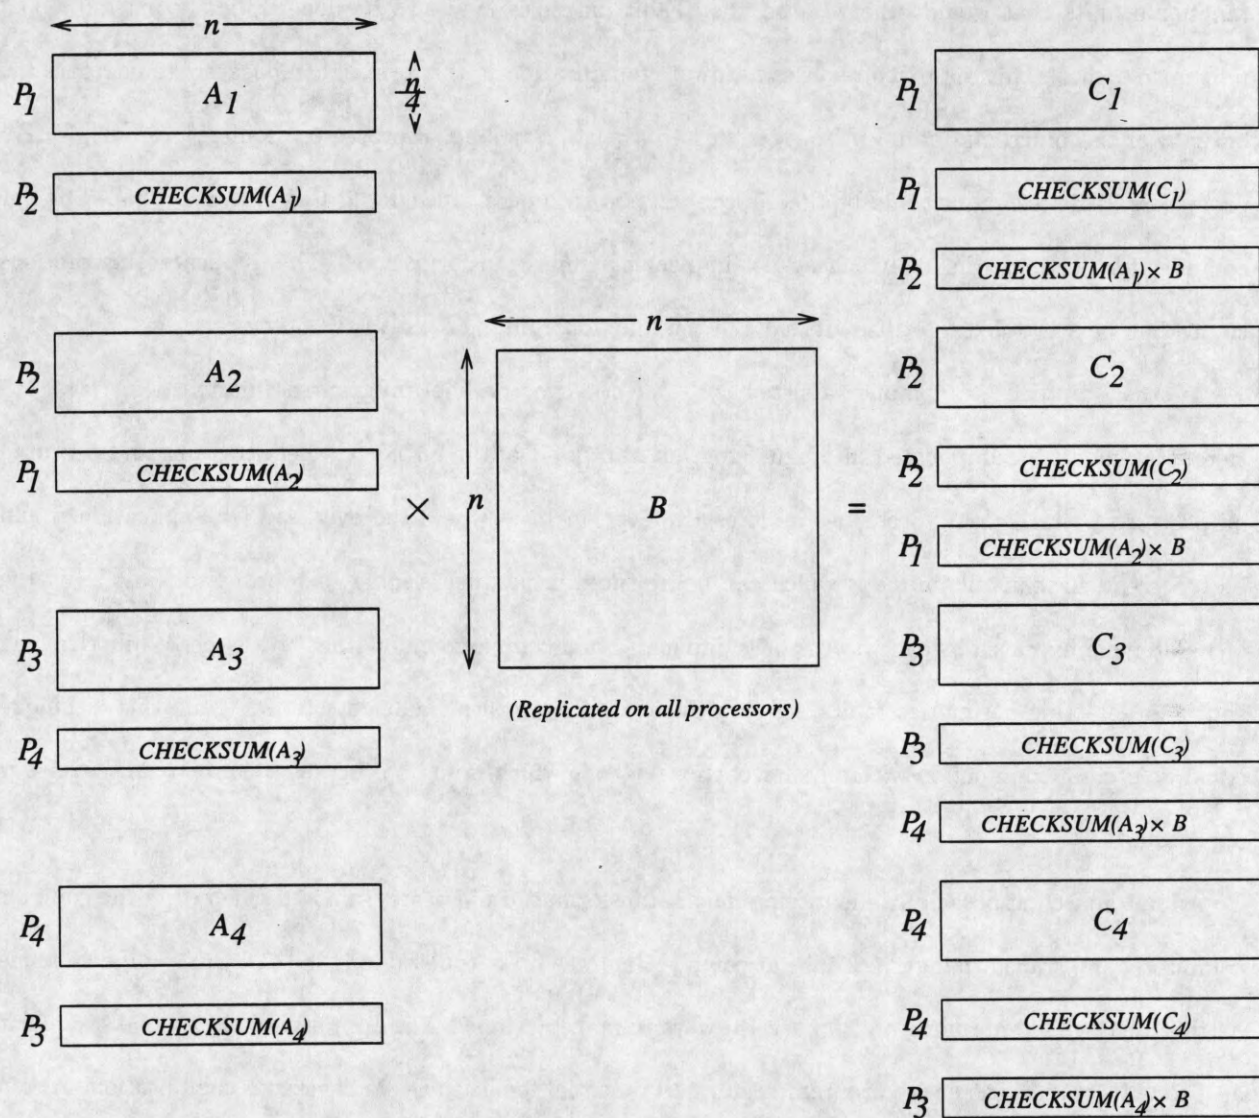 n
P1 A1 n/4
P2 CHECKSUM(A1)
P2 A2
P1 CHECKSUM(A2)
P3 A3
P4 CHECKSUM(A3)
P4 A4
P3 CHECKSUM(A4)
×
n
n
B
(Replicated on all processors)
=
P1 C1
P1 CHECKSUM(C1)
P2 CHECKSUM(A1)× B
P2 C2
P2 CHECKSUM(C2)
P1 CHECKSUM(A2)× B
P3 C3
P3 CHECKSUM(C3)
P4 CHECKSUM(A3)× B
P4 C4
P4 CHECKSUM(C4)
P3 CHECKSUM(A4)× B